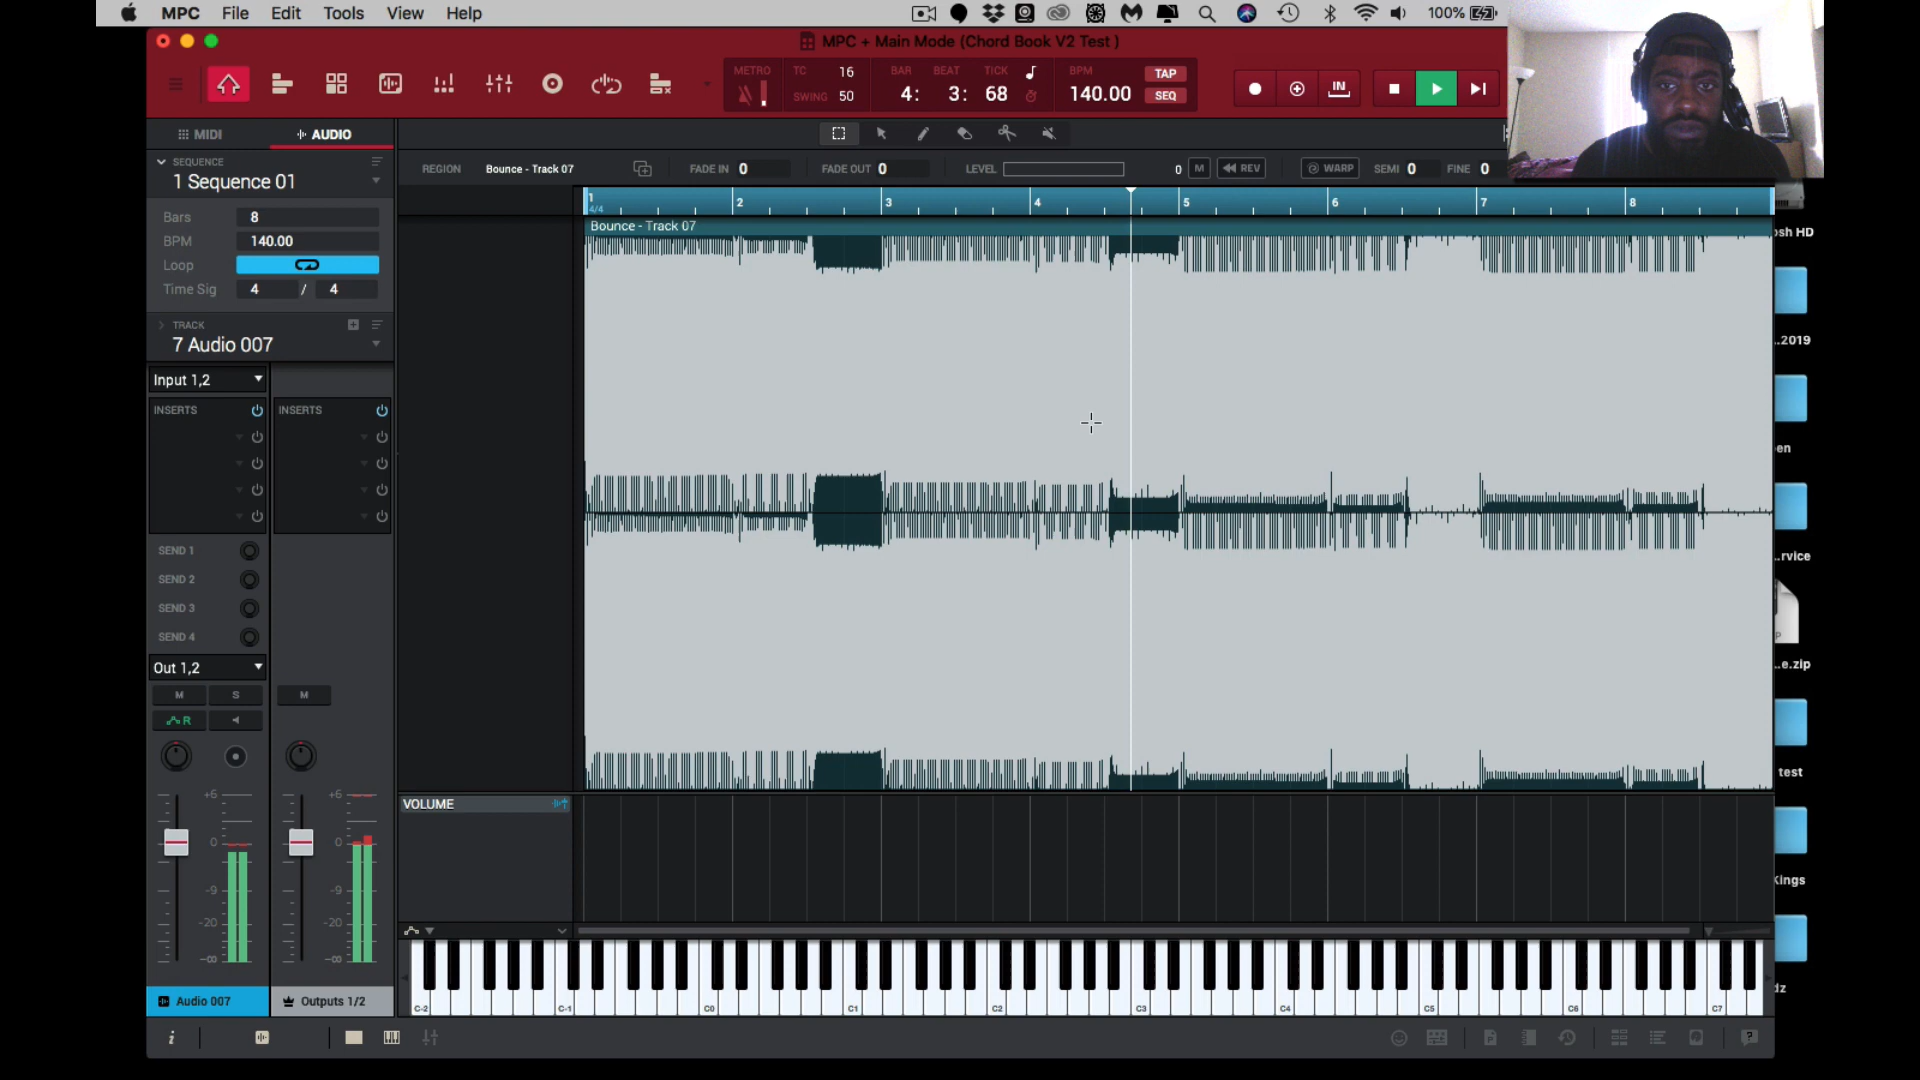 MPC File Edit Tools View Help
100%
MPC + Main Mode (Chord Book V2 Test )
METRO TC 16 BAR BEAT TICK BPM TAP
SWING 50 4: 3: 68 140.00 SEQ
IN
MIDI AUDIO
SEQUENCE
1 Sequence 01
REGION Bounce - Track 07 FADE IN 0 FADE OUT 0 LEVEL 0 M REV WARP SEMI 0 FINE 0
1 2 3 4 5 6 7 8
4/4
Bounce - Track 07
Bars 8
BPM 140.00
Loop
Time Sig 4 / 4
TRACK
7 Audio 007
Input 1,2
INSERTS INSERTS
SEND 1
SEND 2
SEND 3
SEND 4
Out 1,2
M S M
R
+6 +6
0 0
-9 -9
-20 -20
-∞ -∞
VOLUME
Audio 007 Outputs 1/2
C-2 C-1 C0 C1 C2 C3 C4 C5 C6 C7
i
osh HD
..2019
en
..rvice
P
..e.zip
test
Kings
dz